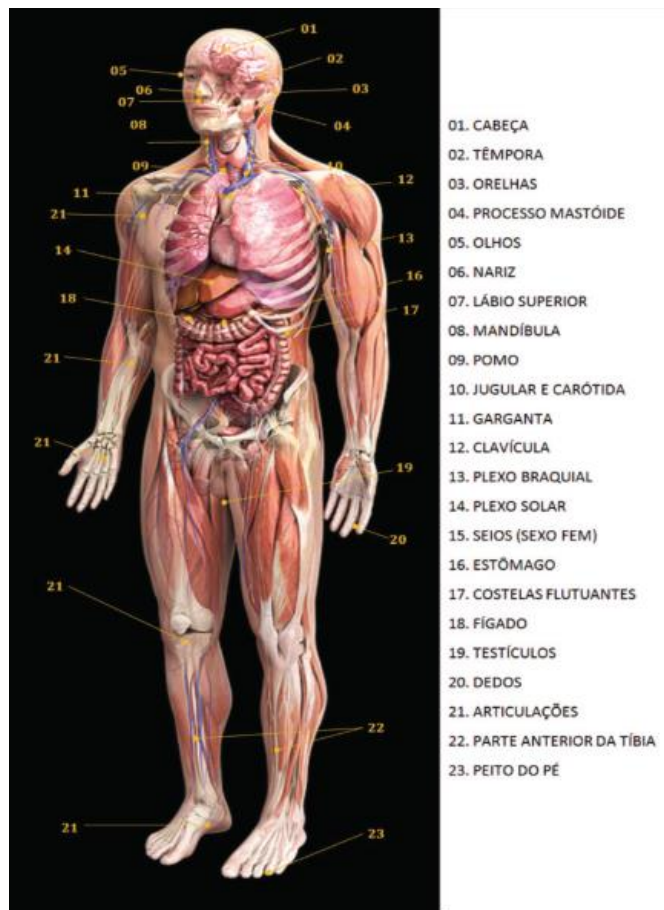 01
02
05
03
06
07
04
08
09
10
12
11
21
13
14
16
18
17
21
21
19
20
21
22
21
23
01. CABEÇA
02. TÊMPORA
03. ORELHAS
04. PROCESSO MASTÓIDE
05. OLHOS
06. NARIZ
07. LÁBIO SUPERIOR
08. MANDÍBULA
09. POMO
10. JUGULAR E CARÓTIDA
11. GARGANTA
12. CLAVÍCULA
13. PLEXO BRAQUIAL
14. PLEXO SOLAR
15. SEIOS (SEXO FEM)
16. ESTÔMAGO
17. COSTELAS FLUTUANTES
18. FÍGADO
19. TESTÍCULOS
20. DEDOS
21. ARTICULAÇÕES
22. PARTE ANTERIOR DA TÍBIA
23. PEITO DO PÉ